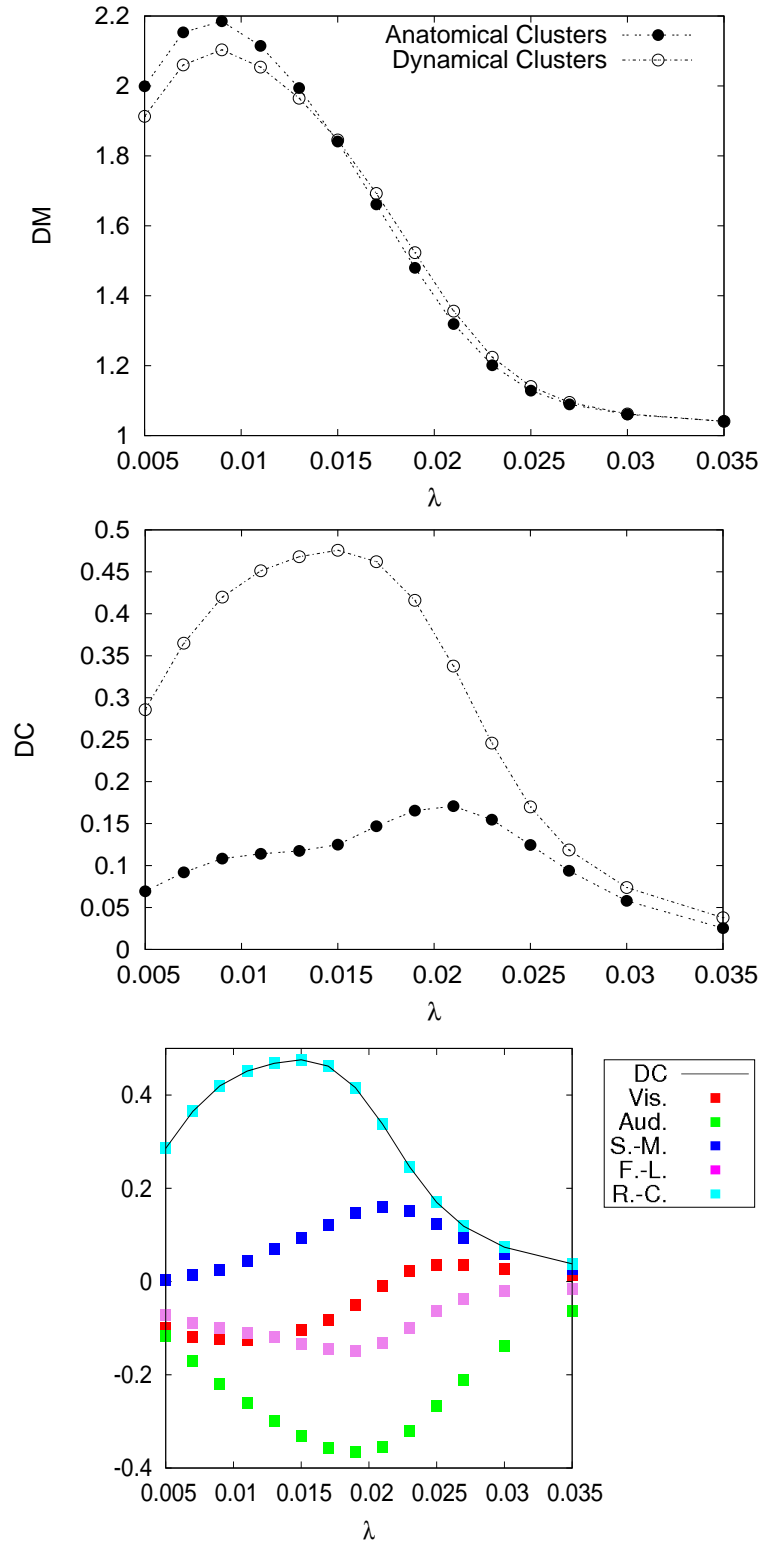 2.2
2
1.8
1.6
1.4
1.2
1
DM
Anatomical Clusters
Dynamical Clusters
0.005 0.01 0.015 0.02 0.025 0.03 0.035
λ
0.5
0.45
0.4
0.35
0.3
0.25
0.2
0.15
0.1
0.05
0
DC
0.005 0.01 0.015 0.02 0.025 0.03 0.035
λ
0.4
0.2
0
-0.2
-0.4
0.005 0.01 0.015 0.02 0.025 0.03 0.035
λ
DC
Vis.
Aud.
S.-M.
F.-L.
R.-C.